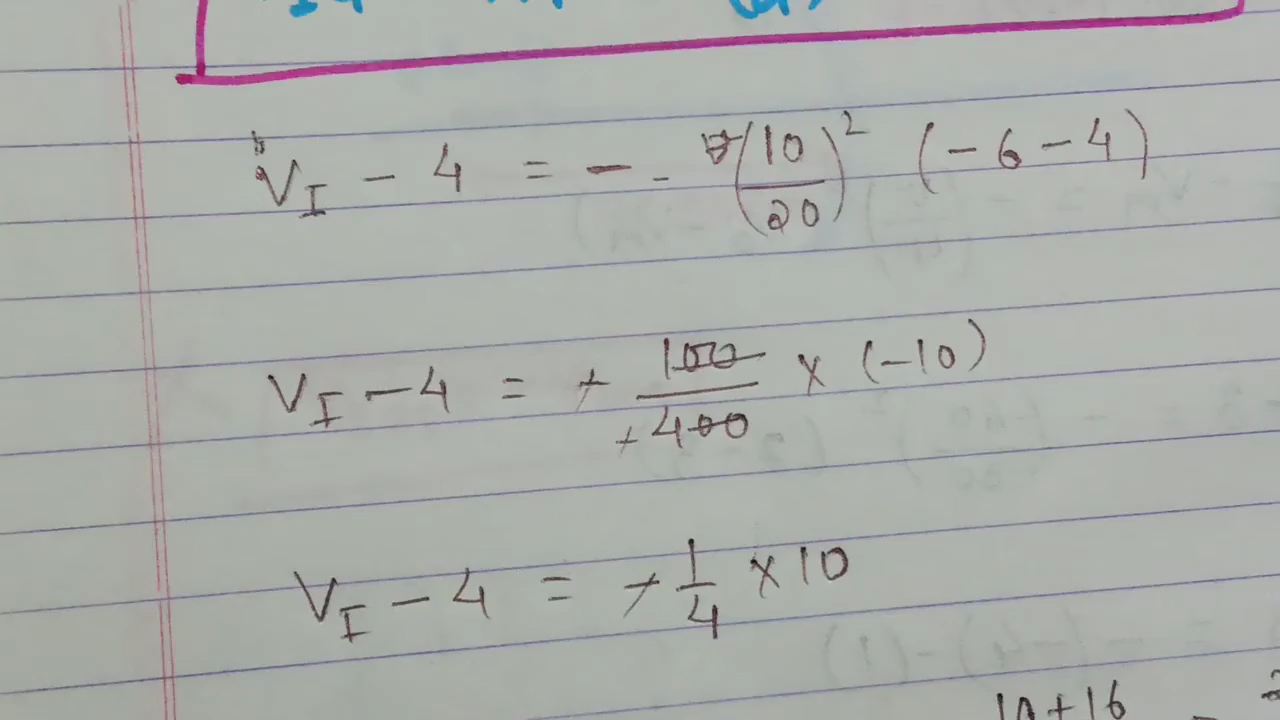 V_I - 4 = - (10/20)² (-6-4)
V_I - 4 = + 100/400 × (-10)
V_I - 4 = + 1/4 × 10
10+16